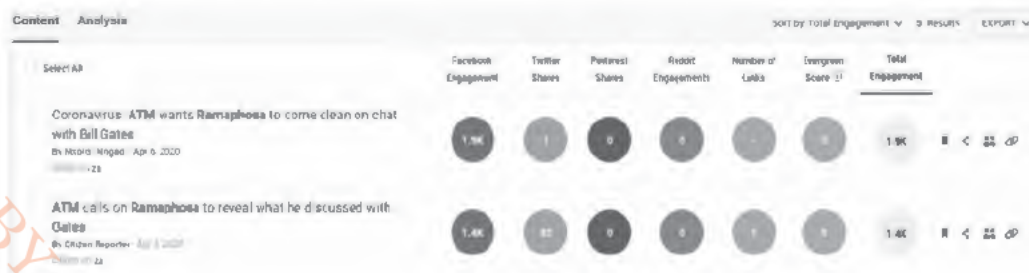 Content Analysis
Sort by Total Engagement 5 Results EXPORT
Select All
Facebook Engagement
Twitter Shares
Pinterest Shares
Reddit Engagements
Number of Links
Evergreen Score
Total Engagement
Coronavirus: ATM wants Ramaphosa to come clean on chat
with Bill Gates
By Apr 6 2020
1.9K 1 0 0 - 0 1.9K
ATM calls on Ramaphosa to reveal what he discussed with
Gates
By Citizen Reporter
1.4K 0 0 1 0 1.4K
BY